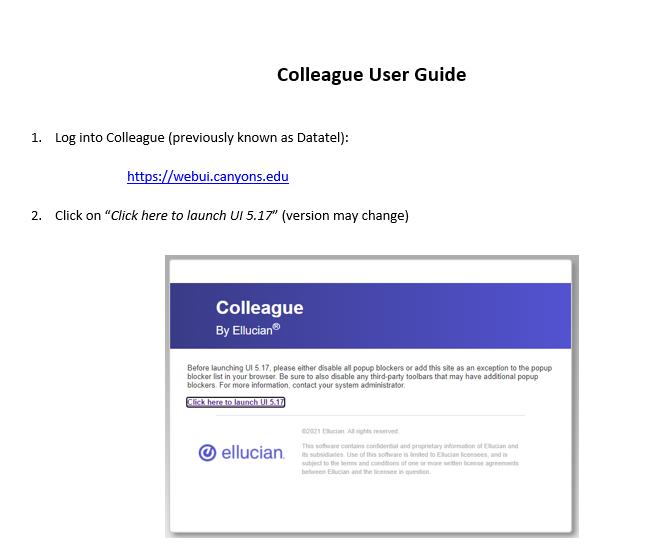 Colleague User Guide
1. Log into Colleague (previously known as Datatel):
https://webui.canyons.edu
2. Click on “Click here to launch UI 5.17” (version may change)
Colleague
By Ellucian®
Before launching UI 5.17, please either disable all popup blockers or add this site as an exception to the popup
blocker list in your browser. Be sure to also disable any third-party toolbars that may have additional popup
blockers. For more information, contact your system administrator.
Click here to launch UI 5.17
©2021 Ellucian. All rights reserved.
This software contains confidential and proprietary information of Ellucian and
its subsidiaries. Use of this software is limited to Ellucian licensees, and is
subject to the terms and conditions of one or more written license agreements
between Ellucian and the licensee in question.
ellucian.